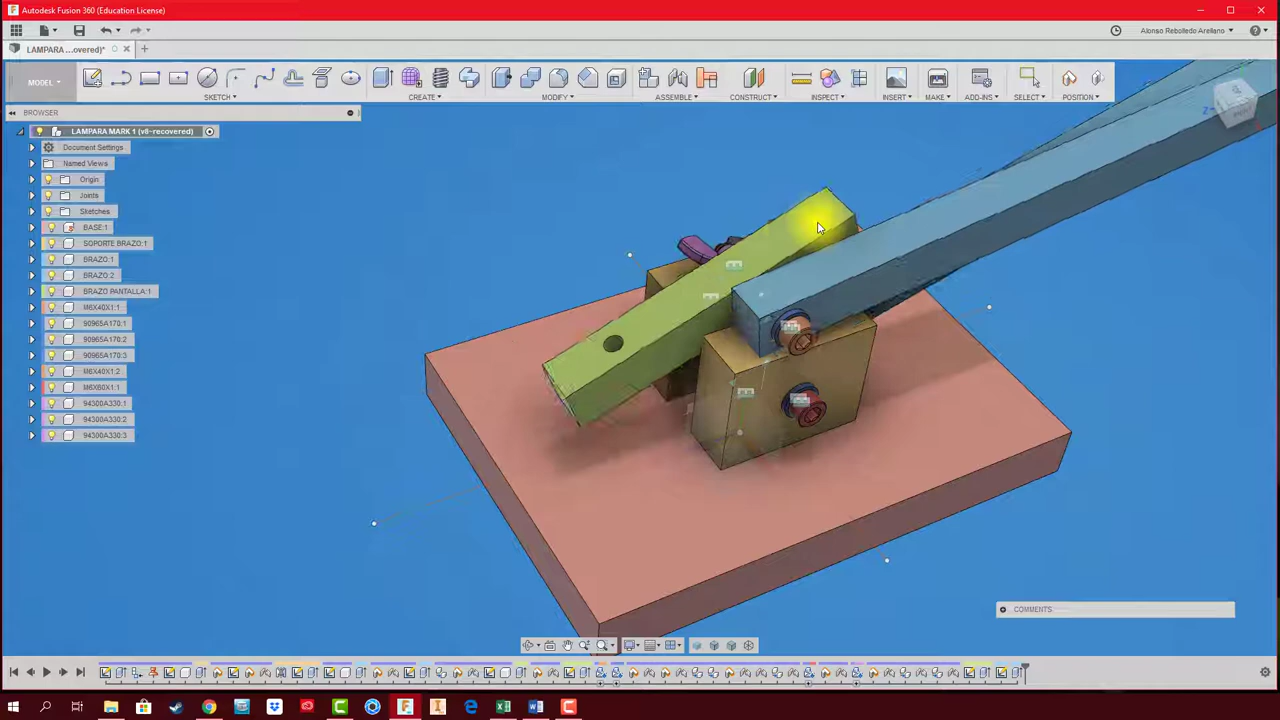 Autodesk Fusion 360 (Education License)
Alonso Rebolledo Arellano
LAMPARA ...overed)*
MODEL
SKETCH
CREATE
MODIFY
ASSEMBLE
CONSTRUCT
INSPECT
INSERT
MAKE
ADD-INS
SELECT
POSITION
BROWSER
LAMPARA MARK 1 (v8-recovered)
Document Settings
Named Views
Origin
Joints
Sketches
BASE:1
SOPORTE BRAZO:1
BRAZO:1
BRAZO:2
BRAZO PANTALLA:1
M6X40X1:1
90965A170:1
90965A170:2
90965A170:3
M6X40X1:2
M6X60X1:1
94300A330:1
94300A330:2
94300A330:3
COMMENTS